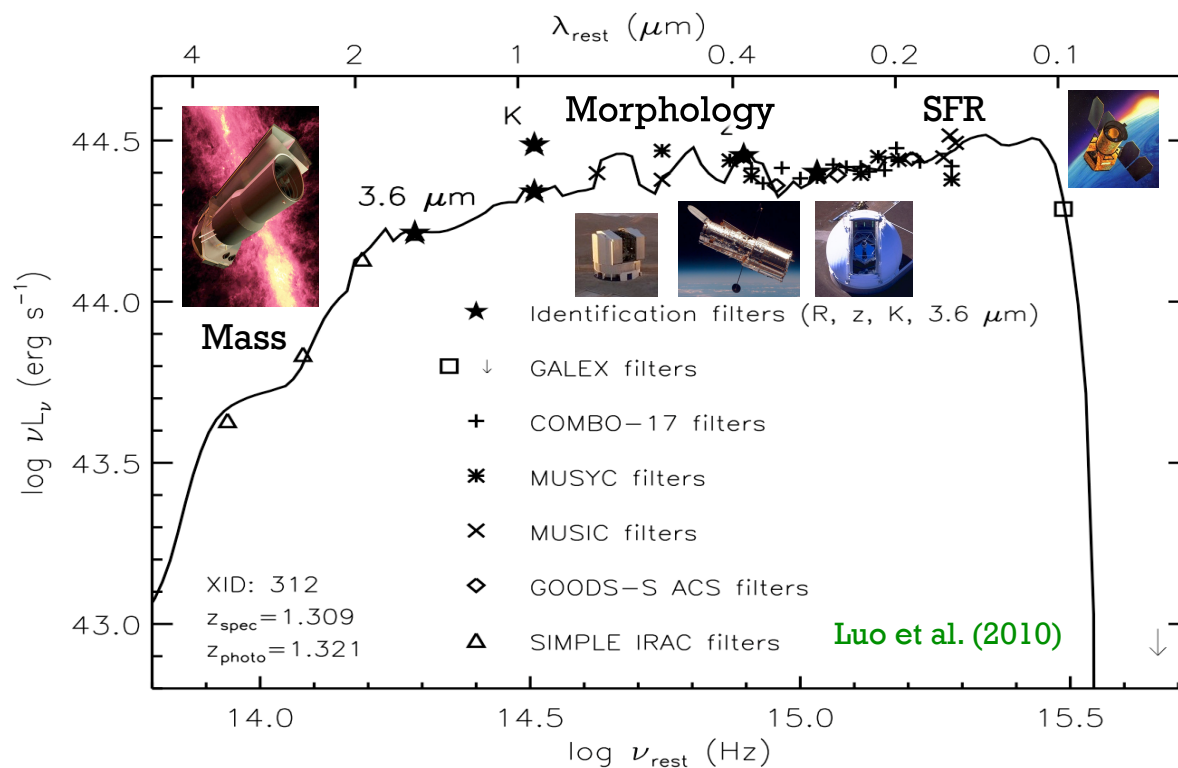 λrest (μm)
4 2 1 0.4 0.2 0.1
Morphology SFR
K z
3.6 μm
Mass
44.5
44.0
43.5
43.0
log νLν (erg s⁻¹)
Identification filters (R, z, K, 3.6 μm)
GALEX filters
COMBO−17 filters
MUSYC filters
MUSIC filters
GOODS−S ACS filters
SIMPLE IRAC filters
XID: 312
zspec=1.309
zphoto=1.321
Luo et al. (2010)
14.0 14.5 15.0 15.5
log νrest (Hz)